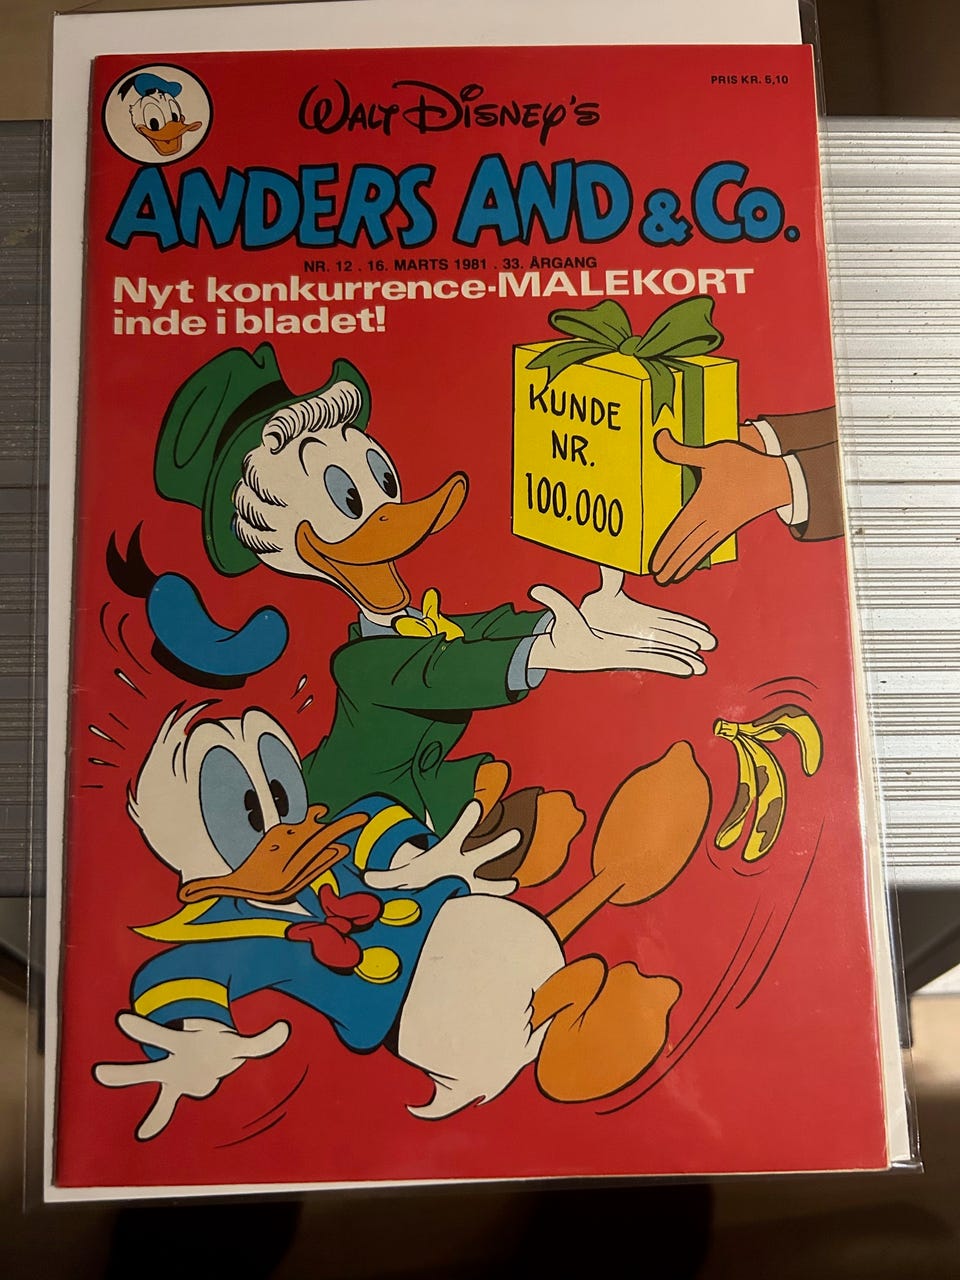 PRIS KR. 5,10
WALT DISNEY'S
ANDERS AND & Co.
NR. 12 . 16. MARTS 1981 . 33. ÅRGANG
Nyt konkurrence-MALEKORT
inde i bladet!
KUNDE
NR.
100.000